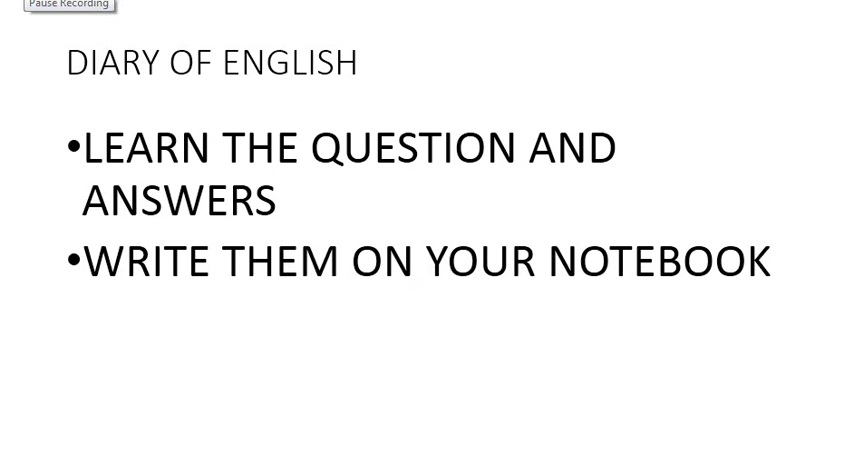 Pause Recording
DIARY OF ENGLISH
•LEARN THE QUESTION AND
ANSWERS
•WRITE THEM ON YOUR NOTEBOOK